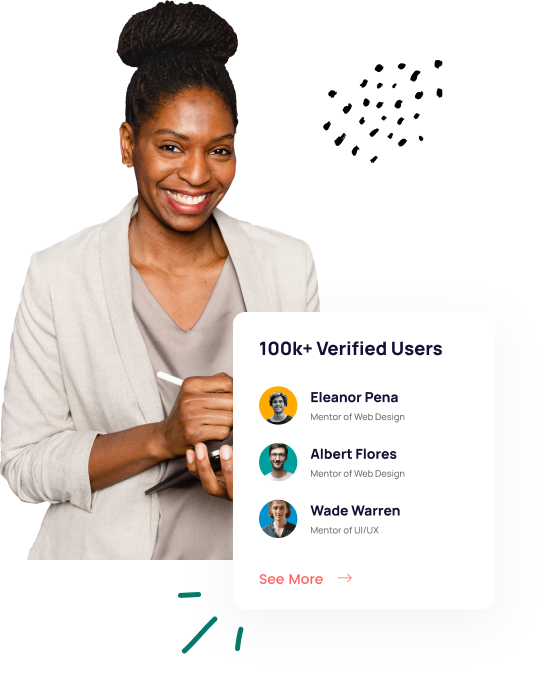 100k+ Verified Users
Eleanor Pena
Mentor of Web Design
Albert Flores
Mentor of Web Design
Wade Warren
Mentor of UI/UX
See More